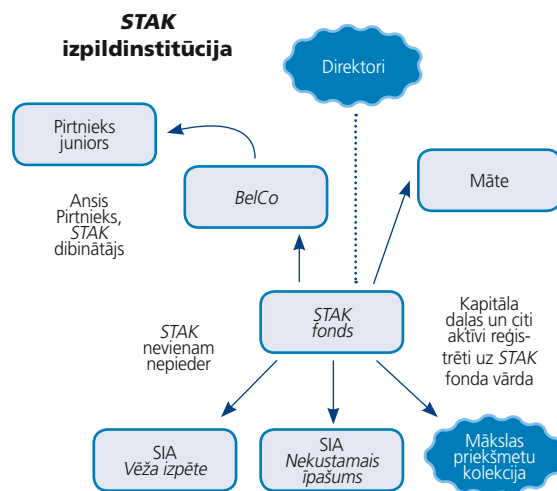 STAK
izpildinstitūcija
Direktori
Pirtnieks
juniors
BelCo
Māte
Ansis
Pirtnieks,
STAK
dibinātājs
STAK
fonds
Kapitāla
daļas un citi
aktīvi reģis-
trēti uz STAK
fonda vārda
STAK
nevienam
nepieder
SIA
Vēža izpēte
SIA
Nekustamais
īpašums
Mākslas
priekšmetu
kolekcija